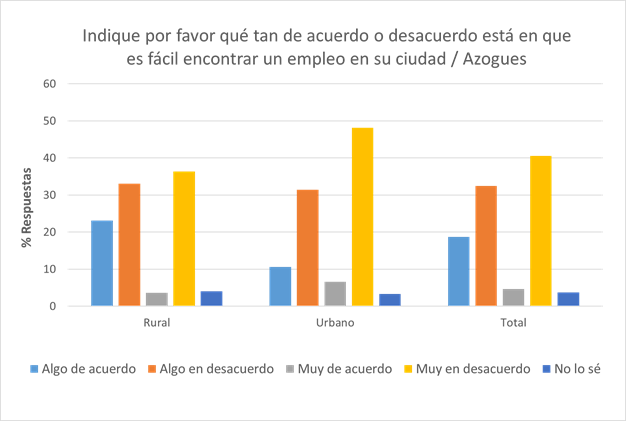 Indique por favor qué tan de acuerdo o desacuerdo está en que
es fácil encontrar un empleo en su ciudad / Azogues
60
50
40
30
20
10
0
% Respuestas
Rural
Urbano
Total
Algo de acuerdo
Algo en desacuerdo
Muy de acuerdo
Muy en desacuerdo
No lo sé